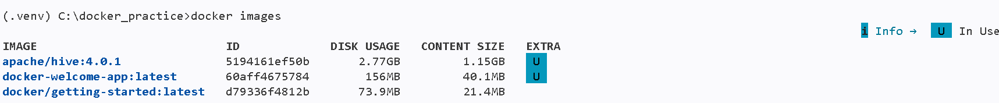 (.venv) C:\docker_practice>docker images
i Info → U In Use
IMAGE ID DISK USAGE CONTENT SIZE EXTRA
apache/hive:4.0.1 5194161ef50b 2.77GB 1.15GB U
docker-welcome-app:latest 60aff4675784 156MB 40.1MB U
docker/getting-started:latest d79336f4812b 73.9MB 21.4MB